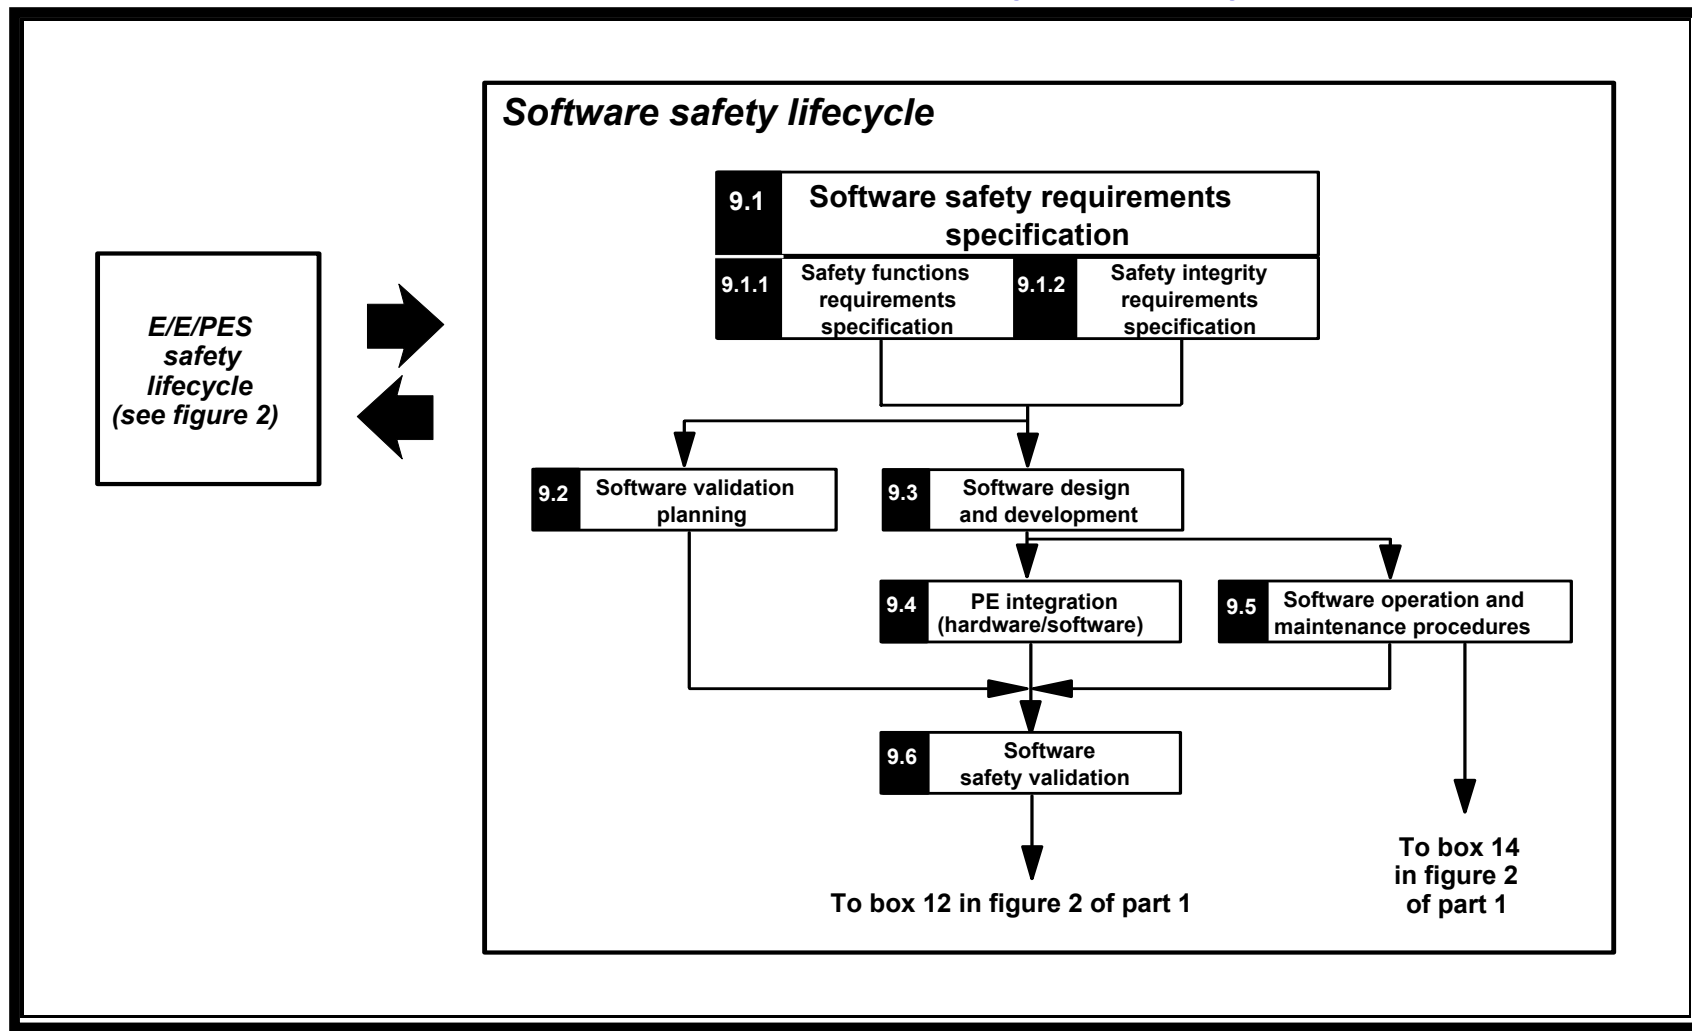 Software safety lifecycle
9.1
Software safety requirements
specification
9.1.1
Safety functions
requirements
specification
9.1.2
Safety integrity
requirements
specification
E/E/PES
safety
lifecycle
(see figure 2)
9.2
Software validation
planning
9.3
Software design
and development
9.4
PE integration
(hardware/software)
9.5
Software operation and
maintenance procedures
9.6
Software
safety validation
To box 12 in figure 2 of part 1
To box 14
in figure 2
of part 1